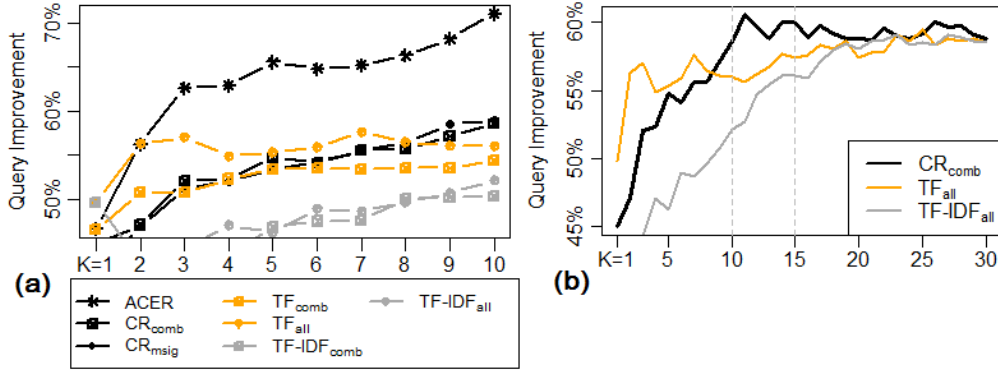 Query Improvement
70%
60%
50%
K=1 2 3 4 5 6 7 8 9 10
(a)
ACER
CRcomb
CRmsig
TFcomb
TFall
TF-IDFcomb
TF-IDFall
Query Improvement
60%
55%
50%
45%
K=1 5 10 15 20 25 30
(b)
CRcomb
TFall
TF-IDFall